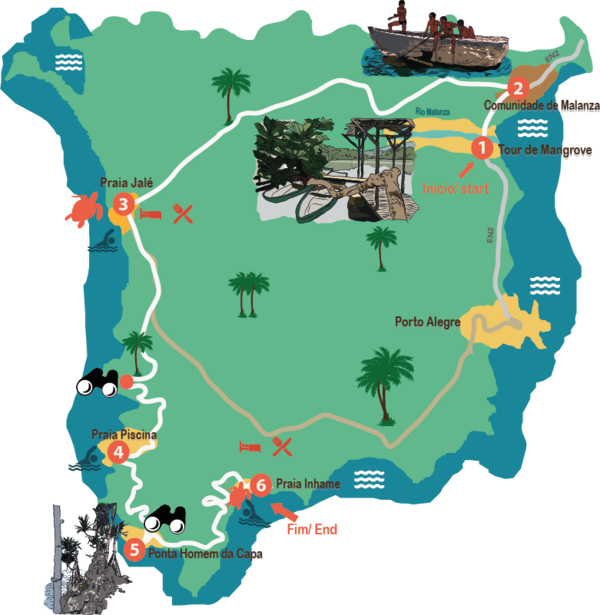 EN2
2
Comunidade de Malanza
Rio Malanza
1
Tour de Mangrove
Inicio/ start
Praia Jalé
3
EN2
Porto Alegre
Praia Piscina
4
6
Praia Inhame
Fim/ End
5
Ponta Homem da Capa